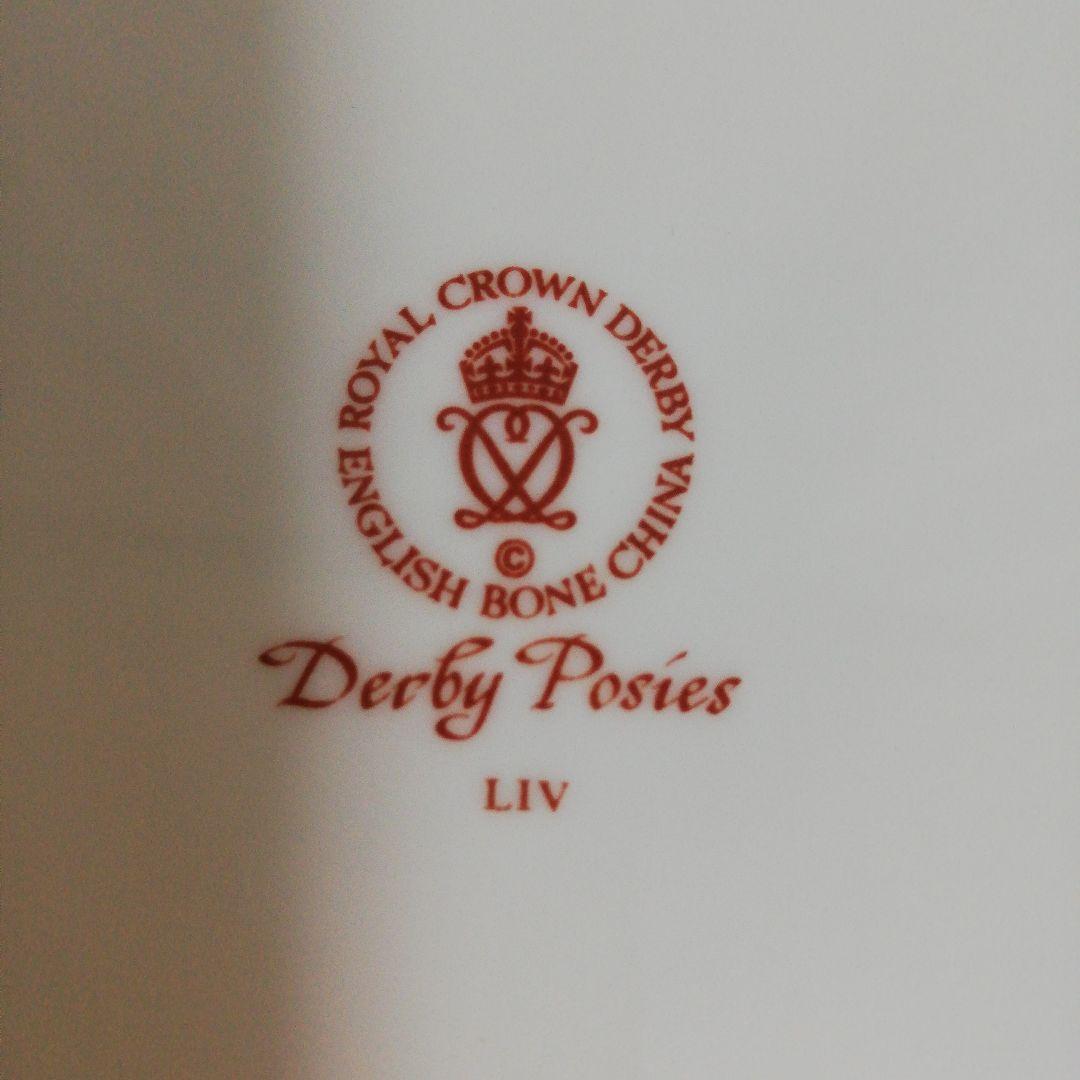 ROYAL CROWN DERBY
ENGLISH BONE CHINA
©
Derby Posies
LIV